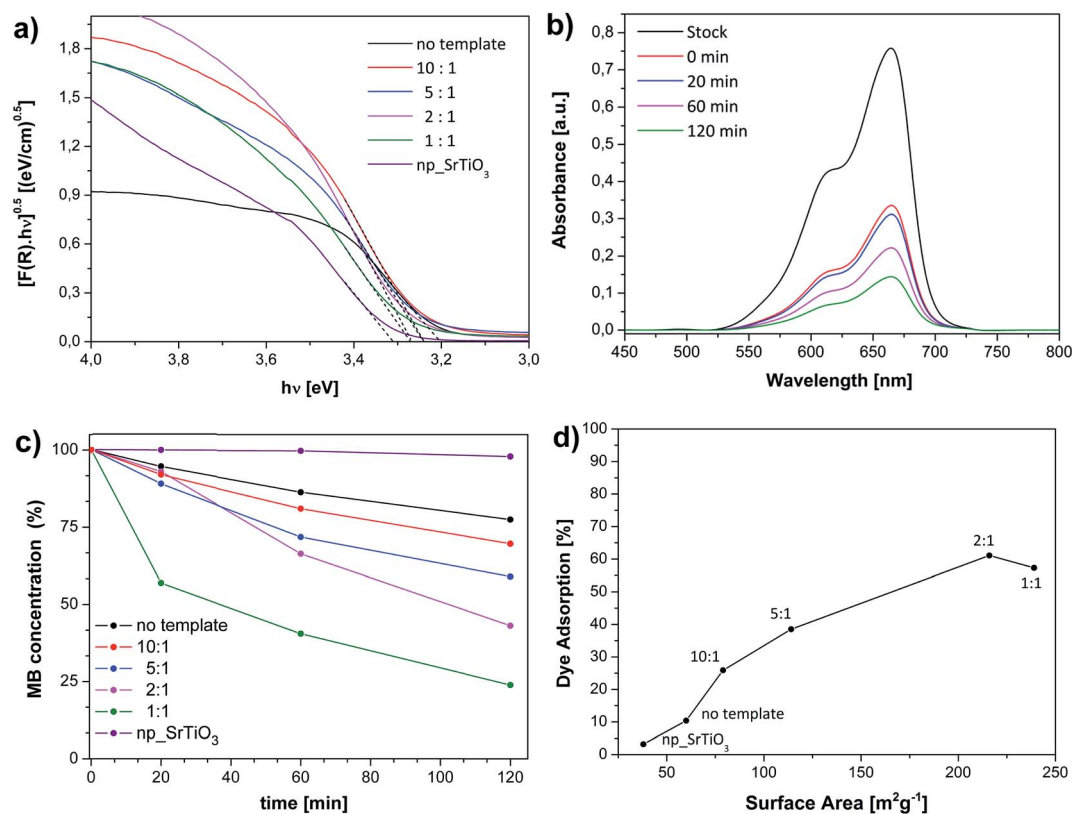 a)
[F(R).hν]^0.5 [(eV/cm)^0.5]
1,8
1,5
1,2
0,9
0,6
0,3
0,0
no template
10 : 1
5 : 1
2 : 1
1 : 1
np_SrTiO3
4,0 3,8 3,6 3,4 3,2 3,0
hν [eV]
b)
Absorbance [a.u.]
0,8
0,7
0,6
0,5
0,4
0,3
0,2
0,1
0,0
Stock
0 min
20 min
60 min
120 min
450 500 550 600 650 700 750 800
Wavelength [nm]
c)
MB concentration (%)
100
75
50
25
0
no template
10:1
5:1
2:1
1:1
np_SrTiO3
0 20 40 60 80 100 120
time [min]
d)
Dye Adsorption [%]
100
90
80
70
60
50
40
30
20
10
0
2:1
1:1
5:1
10:1
no template
np_SrTiO3
50 100 150 200 250
Surface Area [m²g⁻¹]